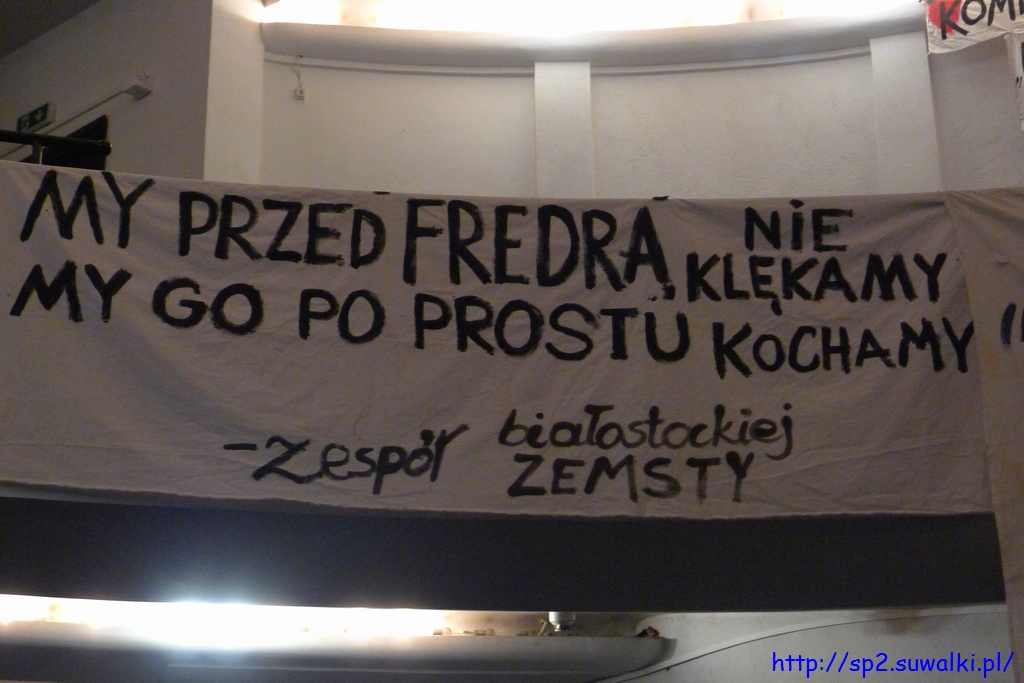 MY PRZED FREDRĄ NiE KLĘKAMY
MY GO PO PROSTU KOCHAMY
-Zespół białostockiej
ZEMSTY
http://sp2.suwalki.pl/